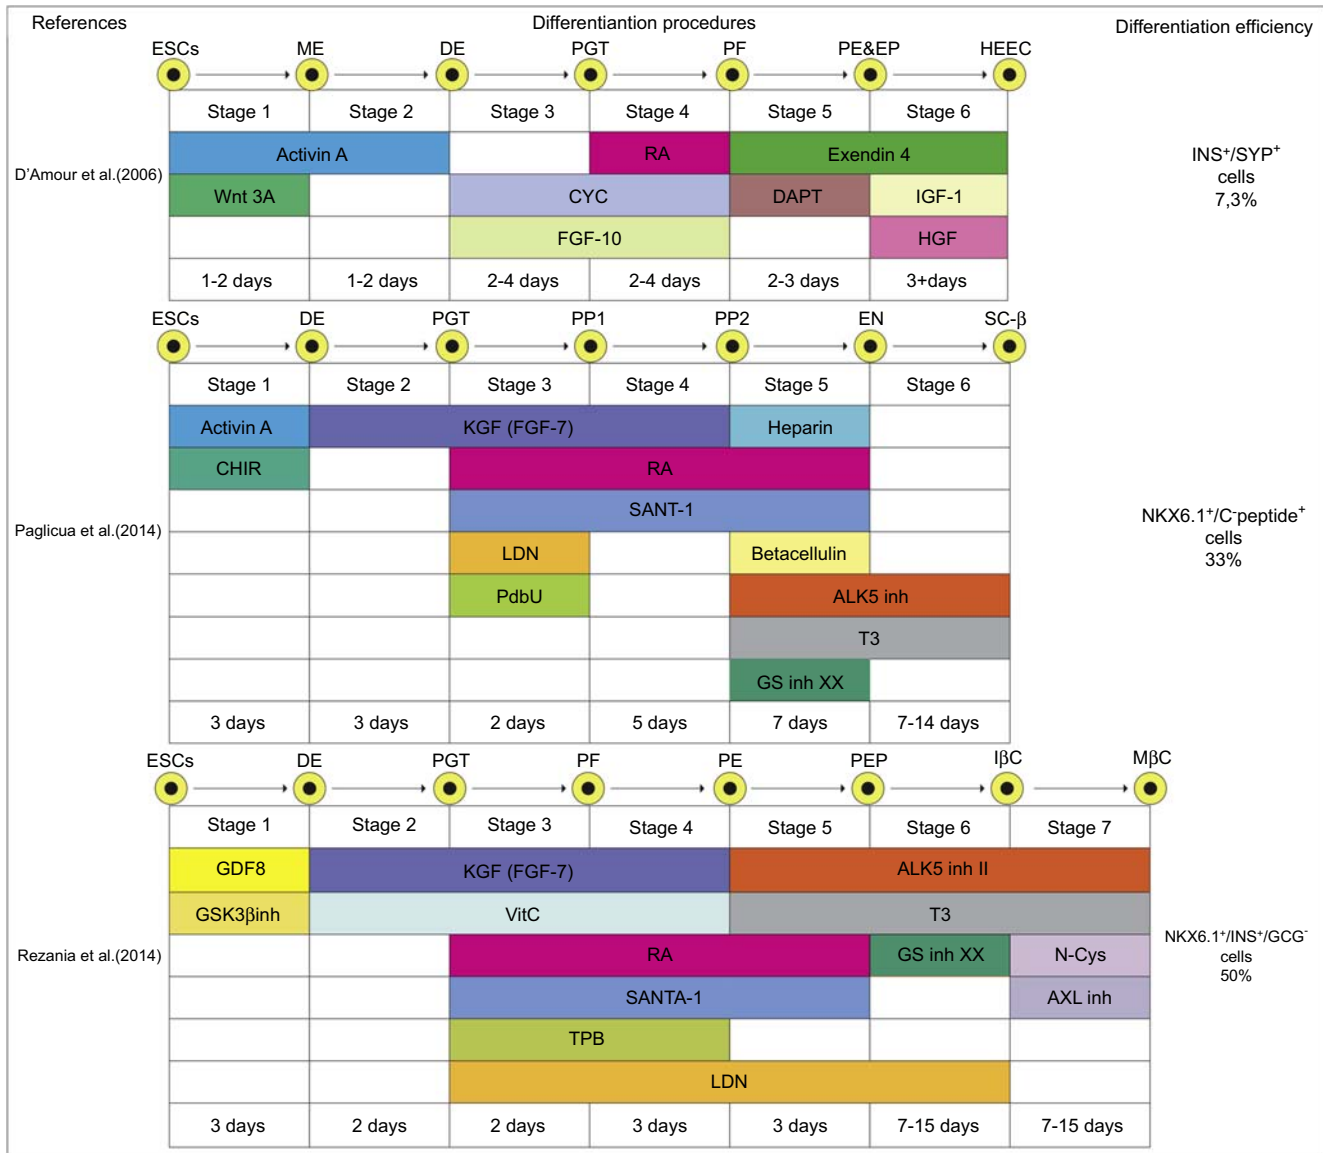 References
Differentiantion procedures
Differentiation efficiency
ESCs ME DE PGT PF PE&EP HEEC
Stage 1 Stage 2 Stage 3 Stage 4 Stage 5 Stage 6
Activin A RA Exendin 4
D'Amour et al.(2006)
Wnt 3A CYC DAPT IGF-1
FGF-10 HGF
1-2 days 1-2 days 2-4 days 2-4 days 2-3 days 3+days
INS⁺/SYP⁺
cells
7,3%
ESCs DE PGT PP1 PP2 EN SC-β
Stage 1 Stage 2 Stage 3 Stage 4 Stage 5 Stage 6
Activin A KGF (FGF-7) Heparin
CHIR RA
SANT-1
Paglicua et al.(2014)
LDN Betacellulin
PdbU ALK5 inh
T3
GS inh XX
3 days 3 days 2 days 5 days 7 days 7-14 days
NKX6.1⁺/C-peptide⁺
cells
33%
ESCs DE PGT PF PE PEP IβC MβC
Stage 1 Stage 2 Stage 3 Stage 4 Stage 5 Stage 6 Stage 7
GDF8 KGF (FGF-7) ALK5 inh II
GSK3βinh VitC T3
Rezania et al.(2014)
RA GS inh XX N-Cys
SANTA-1 AXL inh
TPB
LDN
3 days 2 days 2 days 3 days 3 days 7-15 days 7-15 days
NKX6.1⁺/INS⁺/GCG⁻
cells
50%